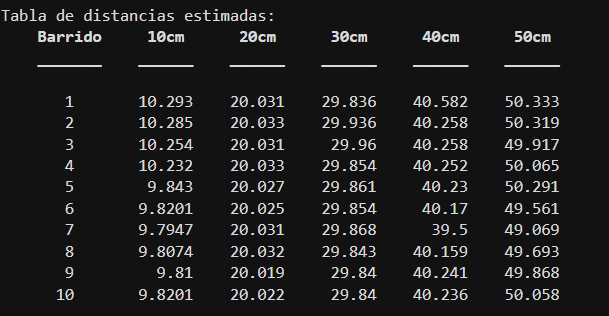 Tabla de distancias estimadas:
Barrido 10cm 20cm 30cm 40cm 50cm
1 10.293 20.031 29.836 40.582 50.333
2 10.285 20.033 29.936 40.258 50.319
3 10.254 20.031 29.96 40.258 49.917
4 10.232 20.033 29.854 40.252 50.065
5 9.843 20.027 29.861 40.23 50.291
6 9.8201 20.025 29.854 40.17 49.561
7 9.7947 20.031 29.868 39.5 49.069
8 9.8074 20.032 29.843 40.159 49.693
9 9.81 20.019 29.84 40.241 49.868
10 9.8201 20.022 29.84 40.236 50.058